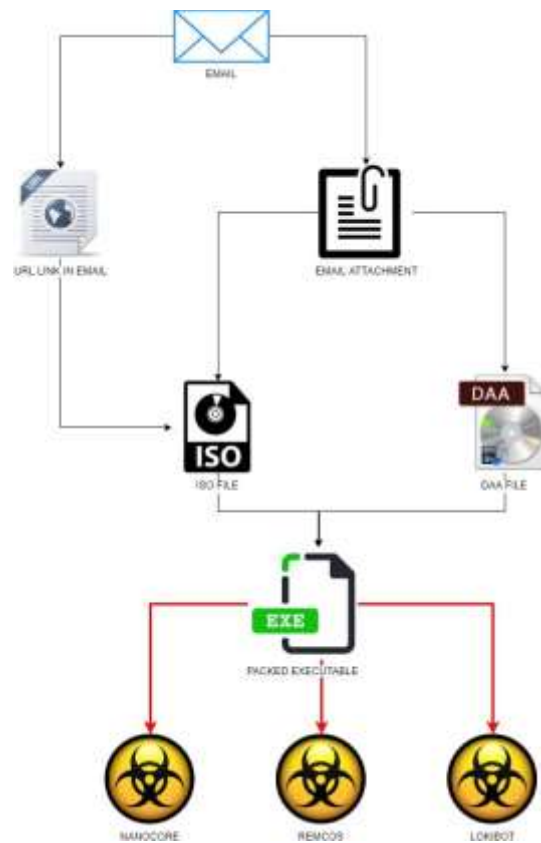 EMAIL
URL LINK IN EMAIL
EMAIL ATTACHMENT
DAA
ISO
ISO FILE
DAA FILE
EXE
PACKED EXECUTABLE
NANOCORE
REMCOS
LOKIBOT